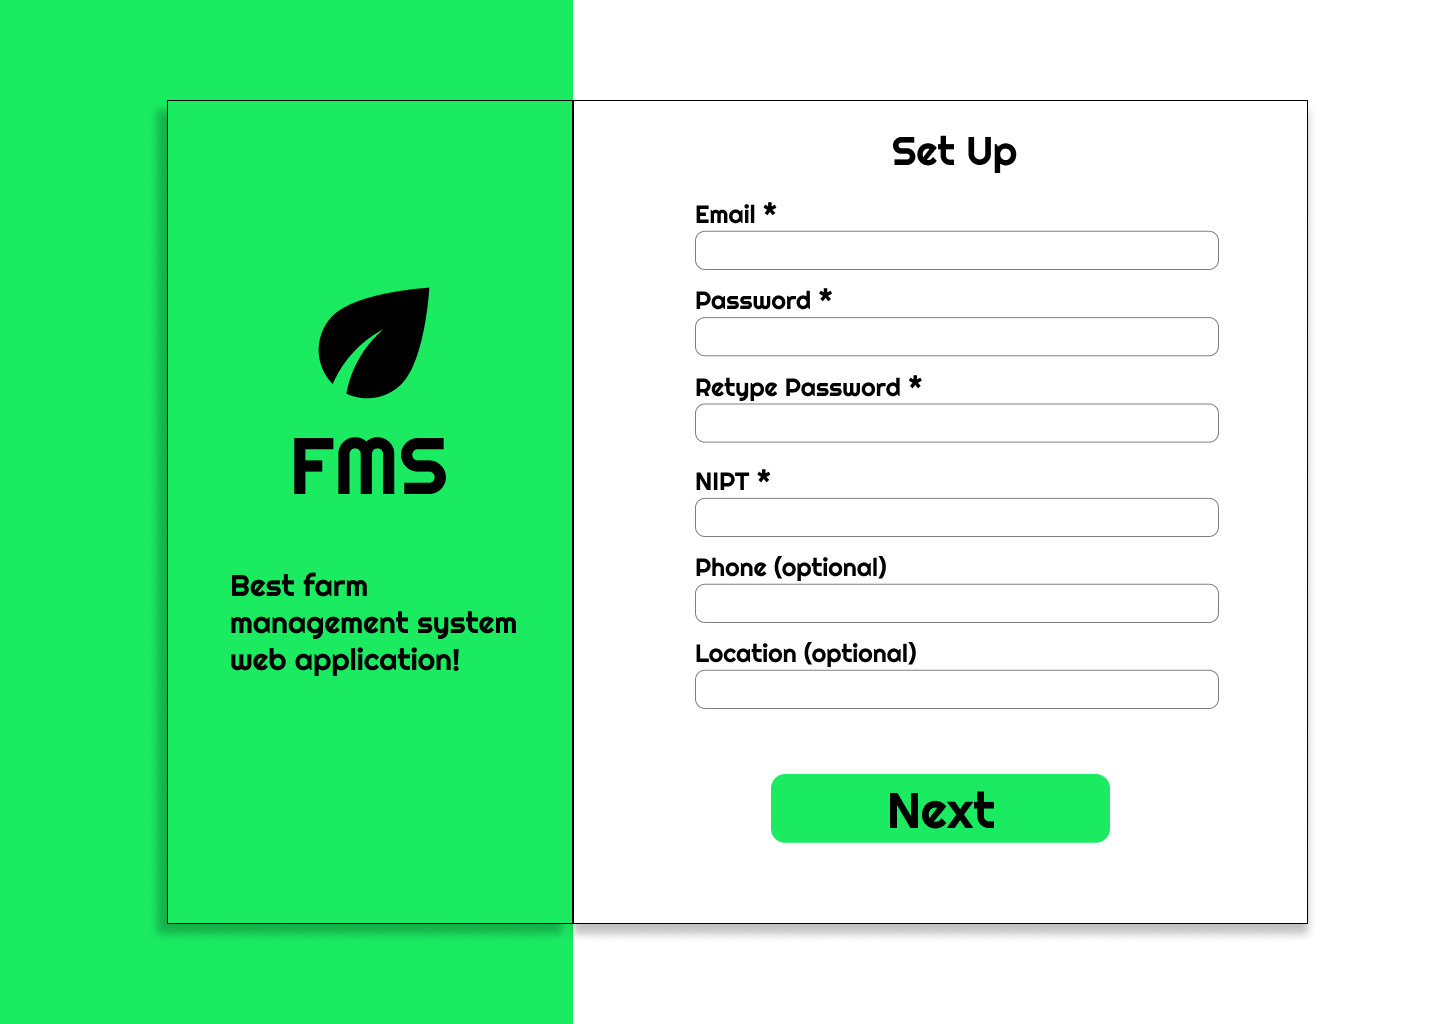 FMS
Best farm
management system
web application!
Set Up
Email *
Password *
Retype Password *
NIPT *
Phone (optional)
Location (optional)
Next